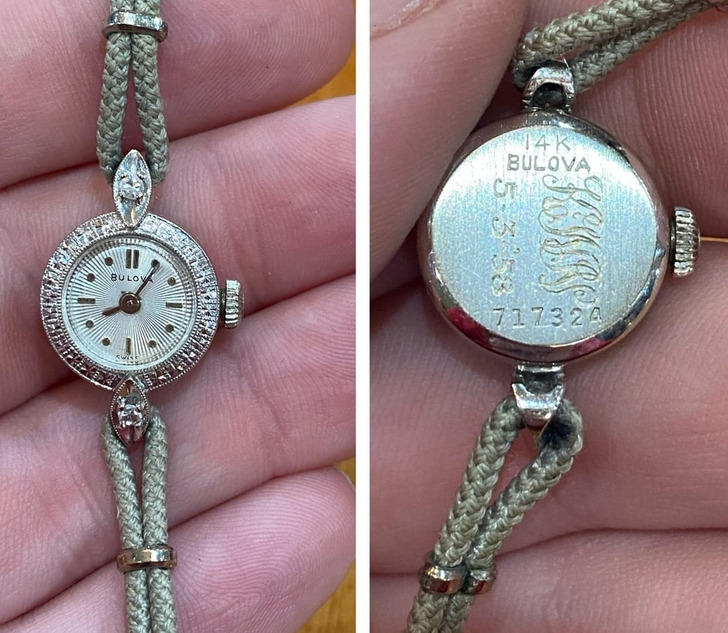 BULOVA
SWISS
14K
BULOVA
5 3 '58
717324